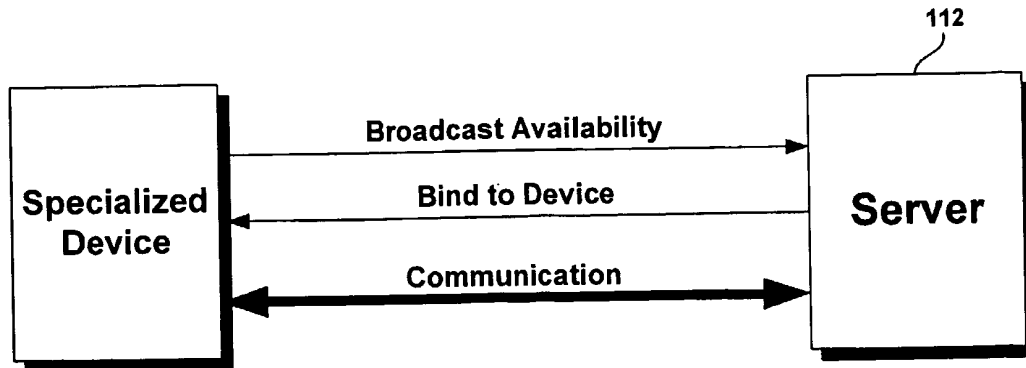 112
Broadcast Availability
Specialized
Device
Bind to Device
Server
Communication